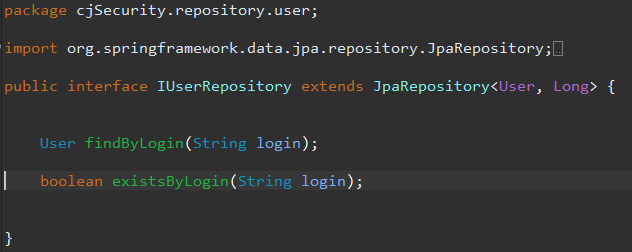 package cjSecurity.repository.user;
import org.springframework.data.jpa.repository.JpaRepository;
public interface IUserRepository extends JpaRepository<User, Long> {
User findByLogin(String login);
boolean existsByLogin(String login);
}